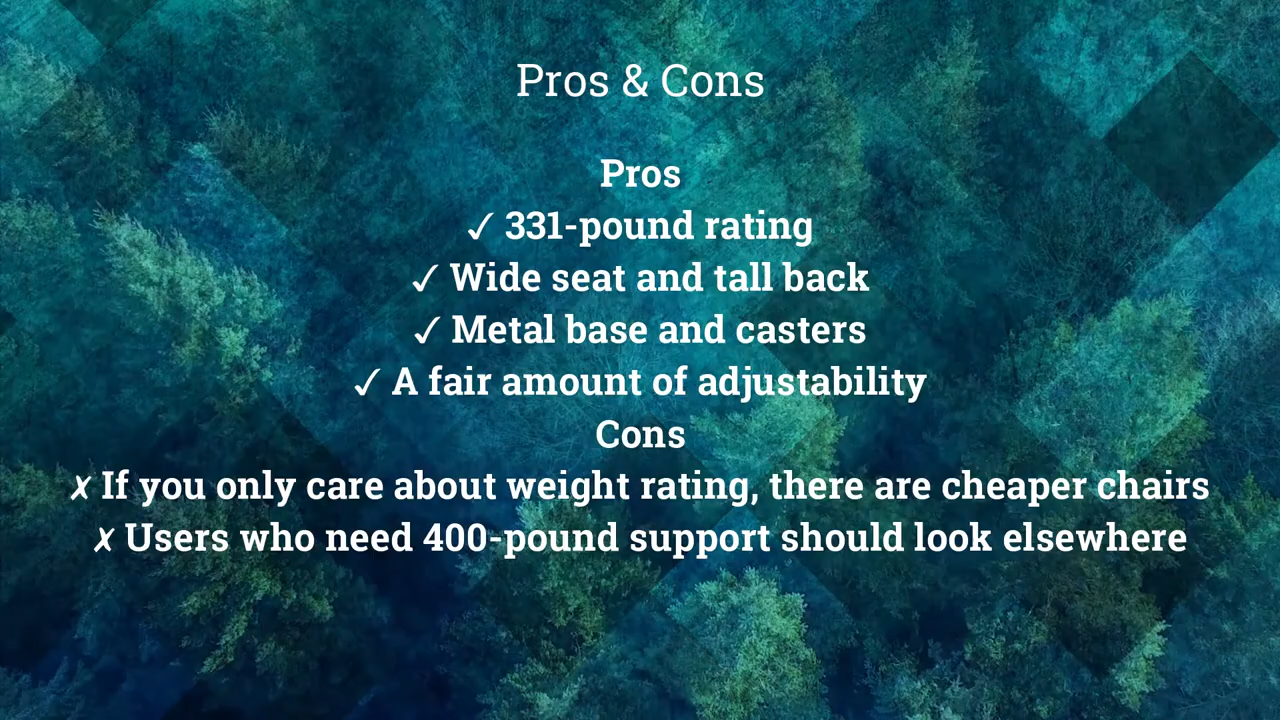 Pros & Cons
Pros
✓ 331-pound rating
✓ Wide seat and tall back
✓ Metal base and casters
✓ A fair amount of adjustability
Cons
✗ If you only care about weight rating, there are cheaper chairs
✗ Users who need 400-pound support should look elsewhere